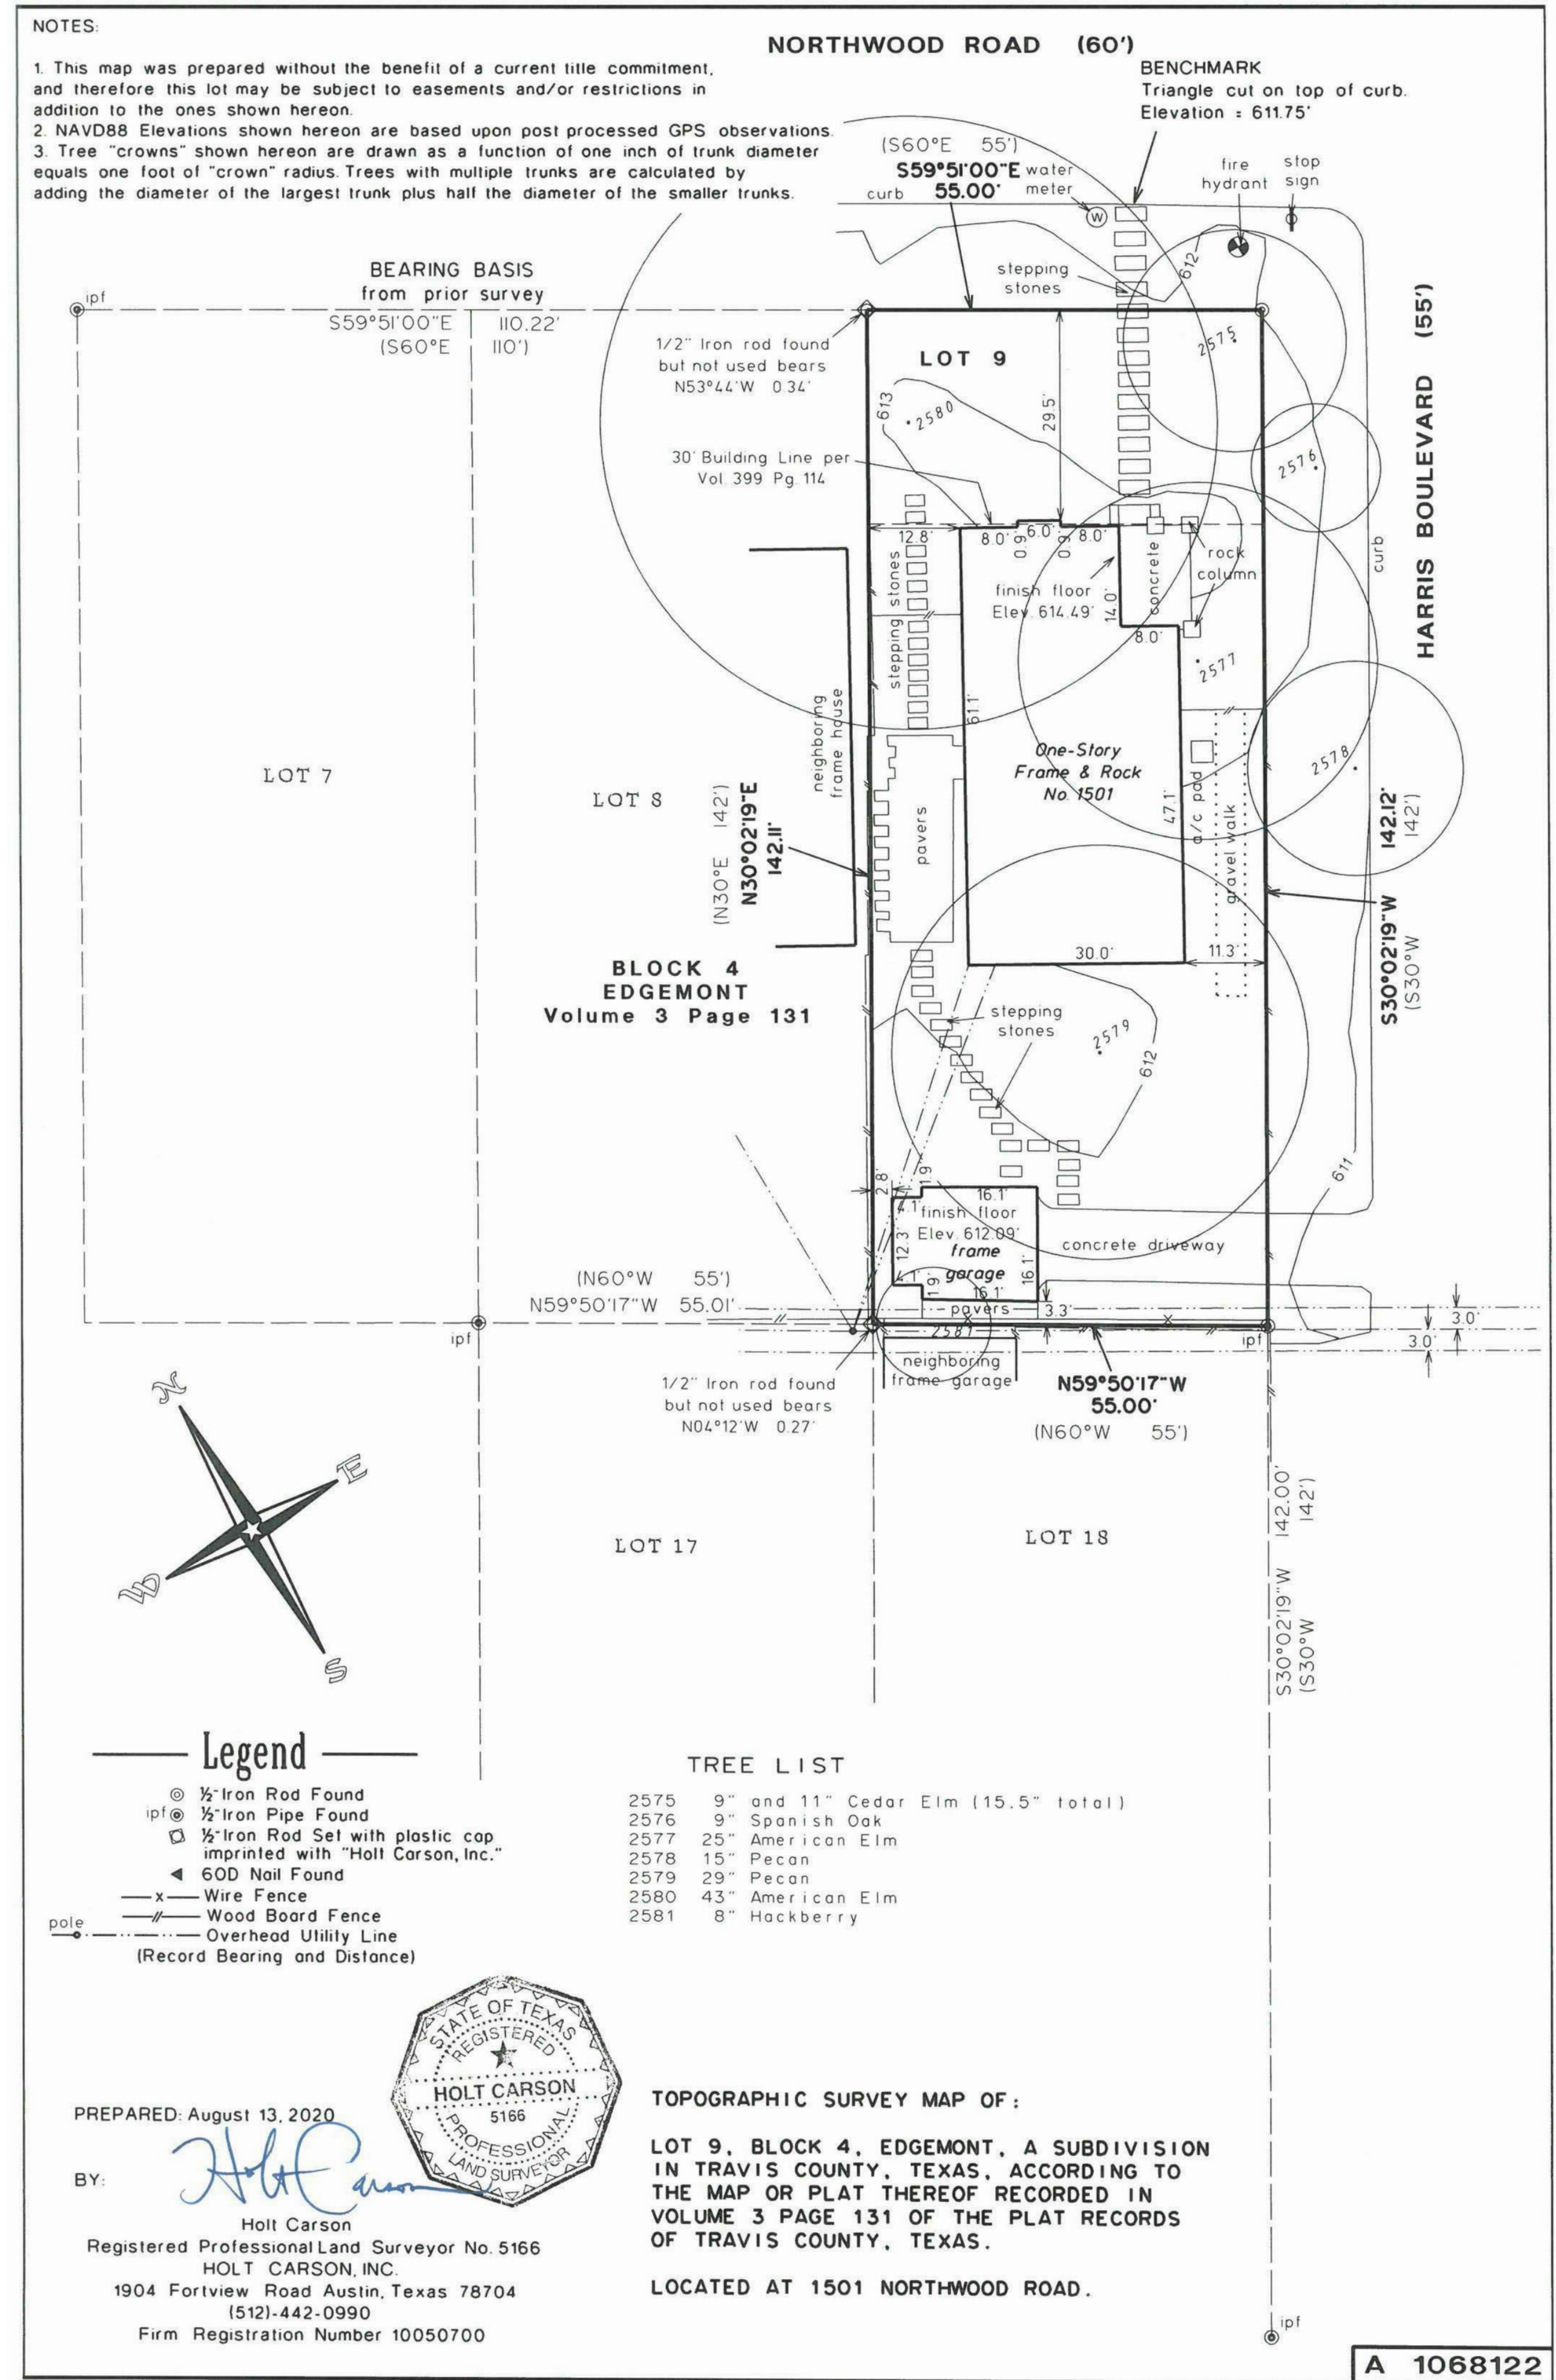 NOTES:
1. This map was prepared without the benefit of a current title commitment,
and therefore this lot may be subject to easements and/or restrictions in
addition to the ones shown hereon.
2. NAVD88 Elevations shown hereon are based upon post processed GPS observations.
3. Tree "crowns" shown hereon are drawn as a function of one inch of trunk diameter
equals one foot of "crown" radius. Trees with multiple trunks are calculated by
adding the diameter of the largest trunk plus half the diameter of the smaller trunks.
NORTHWOOD ROAD (60')
BENCHMARK
Triangle cut on top of curb.
Elevation = 611.75'
(S60°E 55')
S59°51'00"E
55.00'
curb
water
meter
W
fire
hydrant
stop
sign
612
stepping
stones
BEARING BASIS
from prior survey
ipf
S59°51'00"E 110.22'
(S60°E 110')
1/2" Iron rod found
but not used bears
N53°44'W 0.34'
LOT 9
2575
613
2580
29.5'
30' Building Line per
Vol. 399 Pg. 114
2576
HARRIS BOULEVARD (55')
curb
12.8'
8.0'
0.9'
6.0'
0.9'
8.0'
concrete
rock
column
stepping stones
finish floor
Elev. 614.49'
14.0'
8.0'
2577
neighboring
frame house
61.1'
One-Story
Frame & Rock
No. 1501
47.1'
a/c pad
gravel walk
2578
LOT 7
LOT 8
(N30°E 142')
N30°02'19"E
142.11'
pavers
S30°02'19"W 142.12'
(S30°W 142')
30.0'
11.3'
BLOCK 4
EDGEMONT
Volume 3 Page 131
stepping
stones
2579
612
611
2.8'
1.9'
16.1'
4.1'
finish floor
Elev. 612.09'
12.3'
frame
garage
16.1'
4.1'
1.9'
16.1'
concrete driveway
pavers
3.3'
2581
(N60°W 55')
N59°50'17"W 55.01'
ipf
ipf
3.0'
3.0'
neighboring
frame garage
1/2" Iron rod found
but not used bears
N04°12'W 0.27'
N59°50'17"W
55.00'
(N60°W 55')
N
E
W
S
LOT 17
LOT 18
S30°02'19"W 142.00'
(S30°W 142')
Legend
½" Iron Rod Found
ipf ½" Iron Pipe Found
½" Iron Rod Set with plastic cap
imprinted with "Holt Carson, Inc."
60D Nail Found
x Wire Fence
// Wood Board Fence
pole
Overhead Utility Line
(Record Bearing and Distance)
TREE LIST
2575 9" and 11" Cedar Elm (15.5" total)
2576 9" Spanish Oak
2577 25" American Elm
2578 15" Pecan
2579 29" Pecan
2580 43" American Elm
2581 8" Hackberry
STATE OF TEXAS
REGISTERED
HOLT CARSON
5166
PROFESSIONAL
LAND SURVEYOR
PREPARED: August 13, 2020
BY:
Holt Carson
Holt Carson
Registered Professional Land Surveyor No. 5166
HOLT CARSON, INC.
1904 Fortview Road Austin, Texas 78704
(512)-442-0990
Firm Registration Number 10050700
TOPOGRAPHIC SURVEY MAP OF:
LOT 9, BLOCK 4, EDGEMONT, A SUBDIVISION
IN TRAVIS COUNTY, TEXAS, ACCORDING TO
THE MAP OR PLAT THEREOF RECORDED IN
VOLUME 3 PAGE 131 OF THE PLAT RECORDS
OF TRAVIS COUNTY, TEXAS.
LOCATED AT 1501 NORTHWOOD ROAD.
ipf
A 1068122